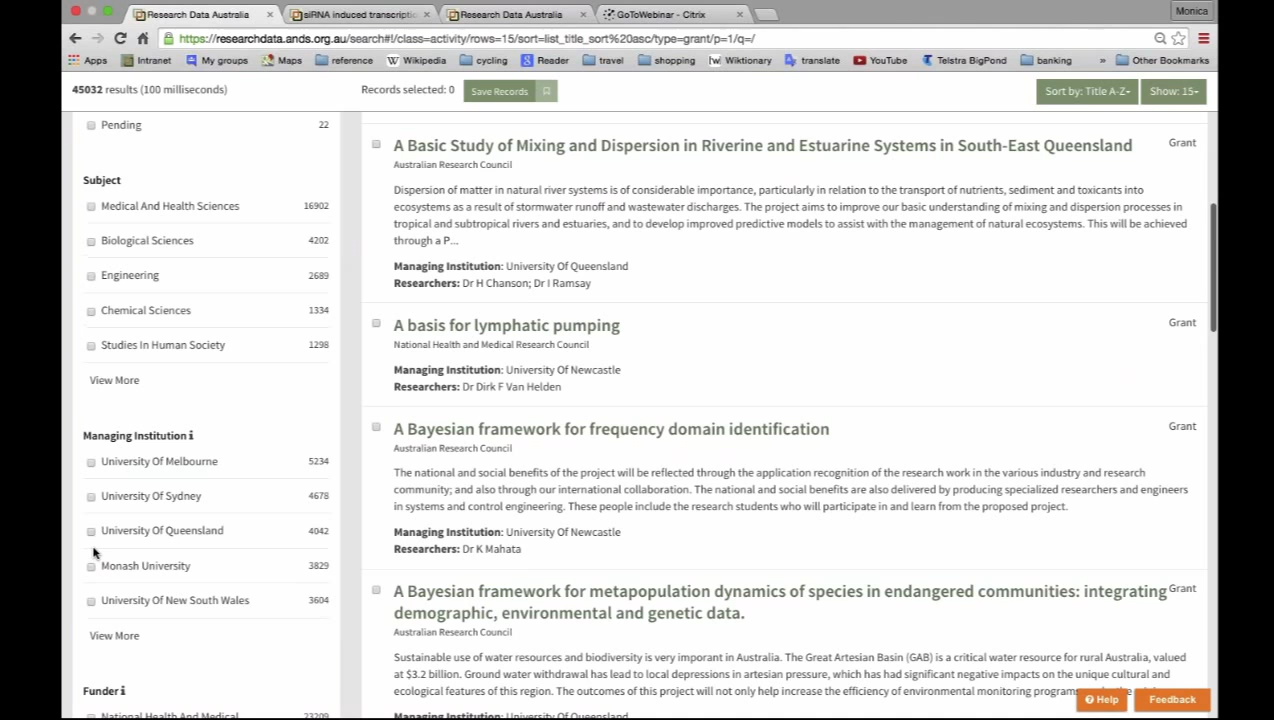 Research Data Australia
siRNA induced transcriptio
Research Data Australia
GoToWebinar - Citrix
Monica
https://researchdata.ands.org.au/search#!/class=activity/rows=15/sort=list_title_sort%20asc/type=grant/p=1/q=/
Apps
Intranet
My groups
Maps
reference
Wikipedia
cycling
Reader
travel
shopping
Wiktionary
translate
YouTube
Telstra BigPond
banking
»
Other Bookmarks
45032 results (100 milliseconds)
Records selected: 0
Save Records
Sort by: Title A-Z
Show: 15
Pending 22
Subject
Medical And Health Sciences 16902
Biological Sciences 4202
Engineering 2689
Chemical Sciences 1334
Studies In Human Society 1298
View More
Managing Institution
University Of Melbourne 5234
University Of Sydney 4678
University Of Queensland 4042
Monash University 3829
University Of New South Wales 3604
View More
Funder
National Health And Medical 23209
A Basic Study of Mixing and Dispersion in Riverine and Estuarine Systems in South-East Queensland
Grant
Australian Research Council
Dispersion of matter in natural river systems is of considerable importance, particularly in relation to the transport of nutrients, sediment and toxicants into
ecosystems as a result of stormwater runoff and wastewater discharges. The project aims to improve our basic understanding of mixing and dispersion processes in
tropical and subtropical rivers and estuaries, and to develop improved predictive models to assist with the management of natural ecosystems. This will be achieved
through a P...
Managing Institution: University Of Queensland
Researchers: Dr H Chanson; Dr I Ramsay
A basis for lymphatic pumping
Grant
National Health and Medical Research Council
Managing Institution: University Of Newcastle
Researchers: Dr Dirk F Van Helden
A Bayesian framework for frequency domain identification
Grant
Australian Research Council
The national and social benefits of the project will be reflected through the application recognition of the research work in the various industry and research
community; and also through our international collaboration. The national and social benefits are also delivered by producing specialized researchers and engineers
in systems and control engineering. These people include the research students who will participate in and learn from the proposed project.
Managing Institution: University Of Newcastle
Researchers: Dr K Mahata
A Bayesian framework for metapopulation dynamics of species in endangered communities: integrating
Grant
demographic, environmental and genetic data.
Australian Research Council
Sustainable use of water resources and biodiversity is very imporant in Australia. The Great Artesian Basin (GAB) is a critical water resource for rural Australia, valued
at $3.2 billion. Ground water withdrawal has lead to local depressions in artesian pressure, which has had significant negative impacts on the unique cultural and
ecological features of this region. The outcomes of this project will not only help increase the efficiency of environmental monitoring
Managing Institution: University Of Queensland
Help
Feedback